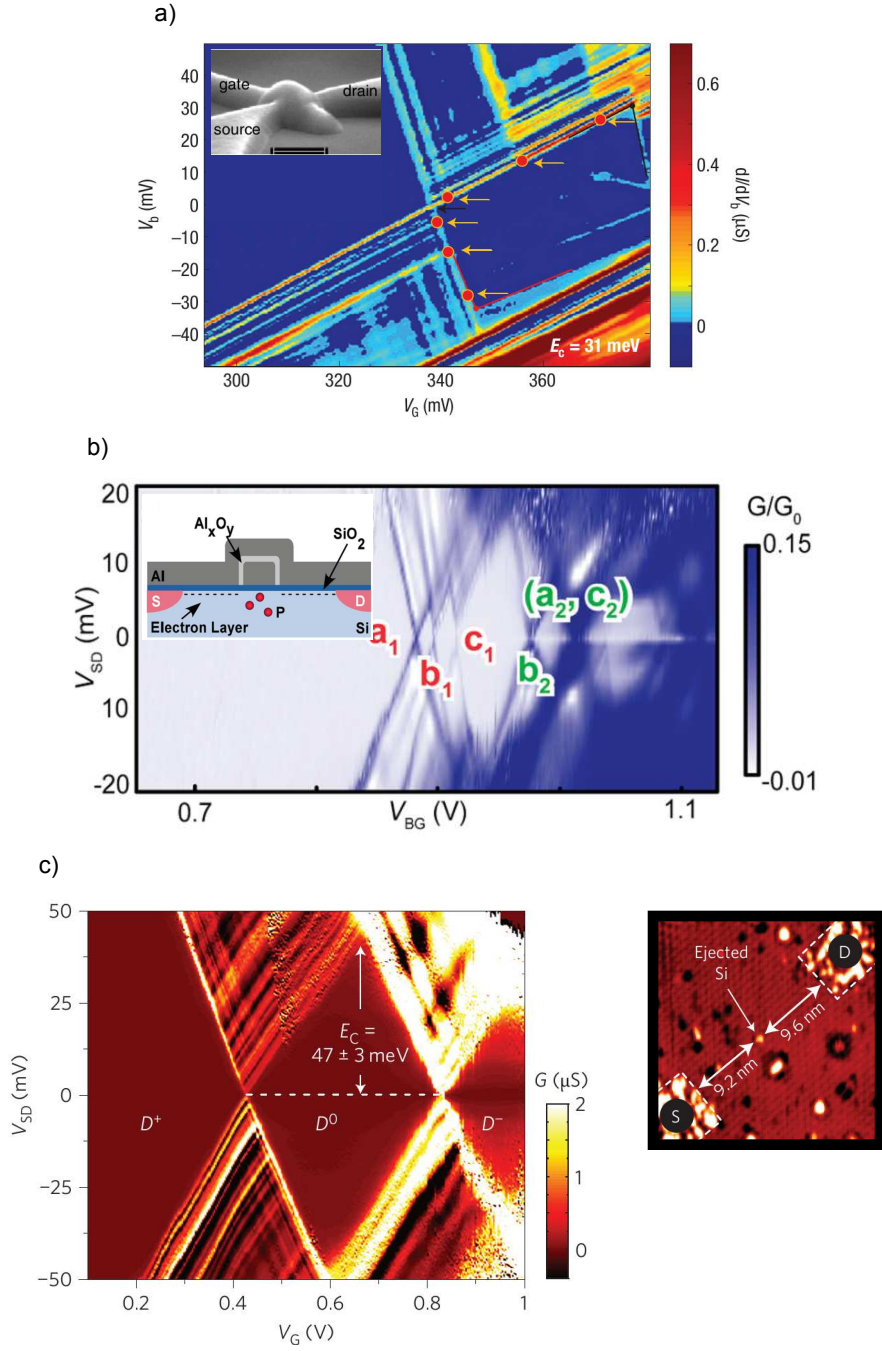 a)
gate
drain
source
40
30
20
10
0
−10
−20
−30
−40
V_b (mV)
E_c = 31 meV
300
320
340
360
V_G (mV)
0.6
0.4
0.2
0
dI/dV_b (μS)
b)
Al_xO_y
SiO_2
Al
S
D
P
Electron Layer
Si
20
10
0
10
-20
V_SD (mV)
a_1
b_1
c_1
b_2
(a_2, c_2)
0.7
V_BG (V)
1.1
G/G_0
0.15
-0.01
c)
50
25
0
−25
−50
V_SD (mV)
E_C =
47 ± 3 meV
D^+
D^0
D^−
0.2
0.4
0.6
0.8
1
V_G (V)
G (μS)
2
1
0
Ejected
Si
D
9.6 nm
9.2 nm
S